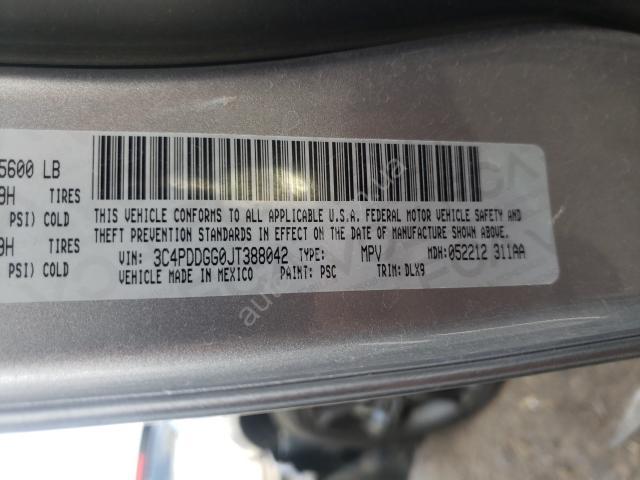 5600 LB
9H TIRES
PSI) COLD
9H TIRES
PSI) COLD
THIS VEHICLE CONFORMS TO ALL APPLICABLE U.S.A. FEDERAL MOTOR VEHICLE SAFETY AND
THEFT PREVENTION STANDARDS IN EFFECT ON THE DATE OF MANUFACTURE SHOWN ABOVE.
VIN: 3C4PDDGG0JT388042 TYPE: MPV MDH: 052212 311AA
VEHICLE MADE IN MEXICO PAINT: PSC TRIM: DLX9